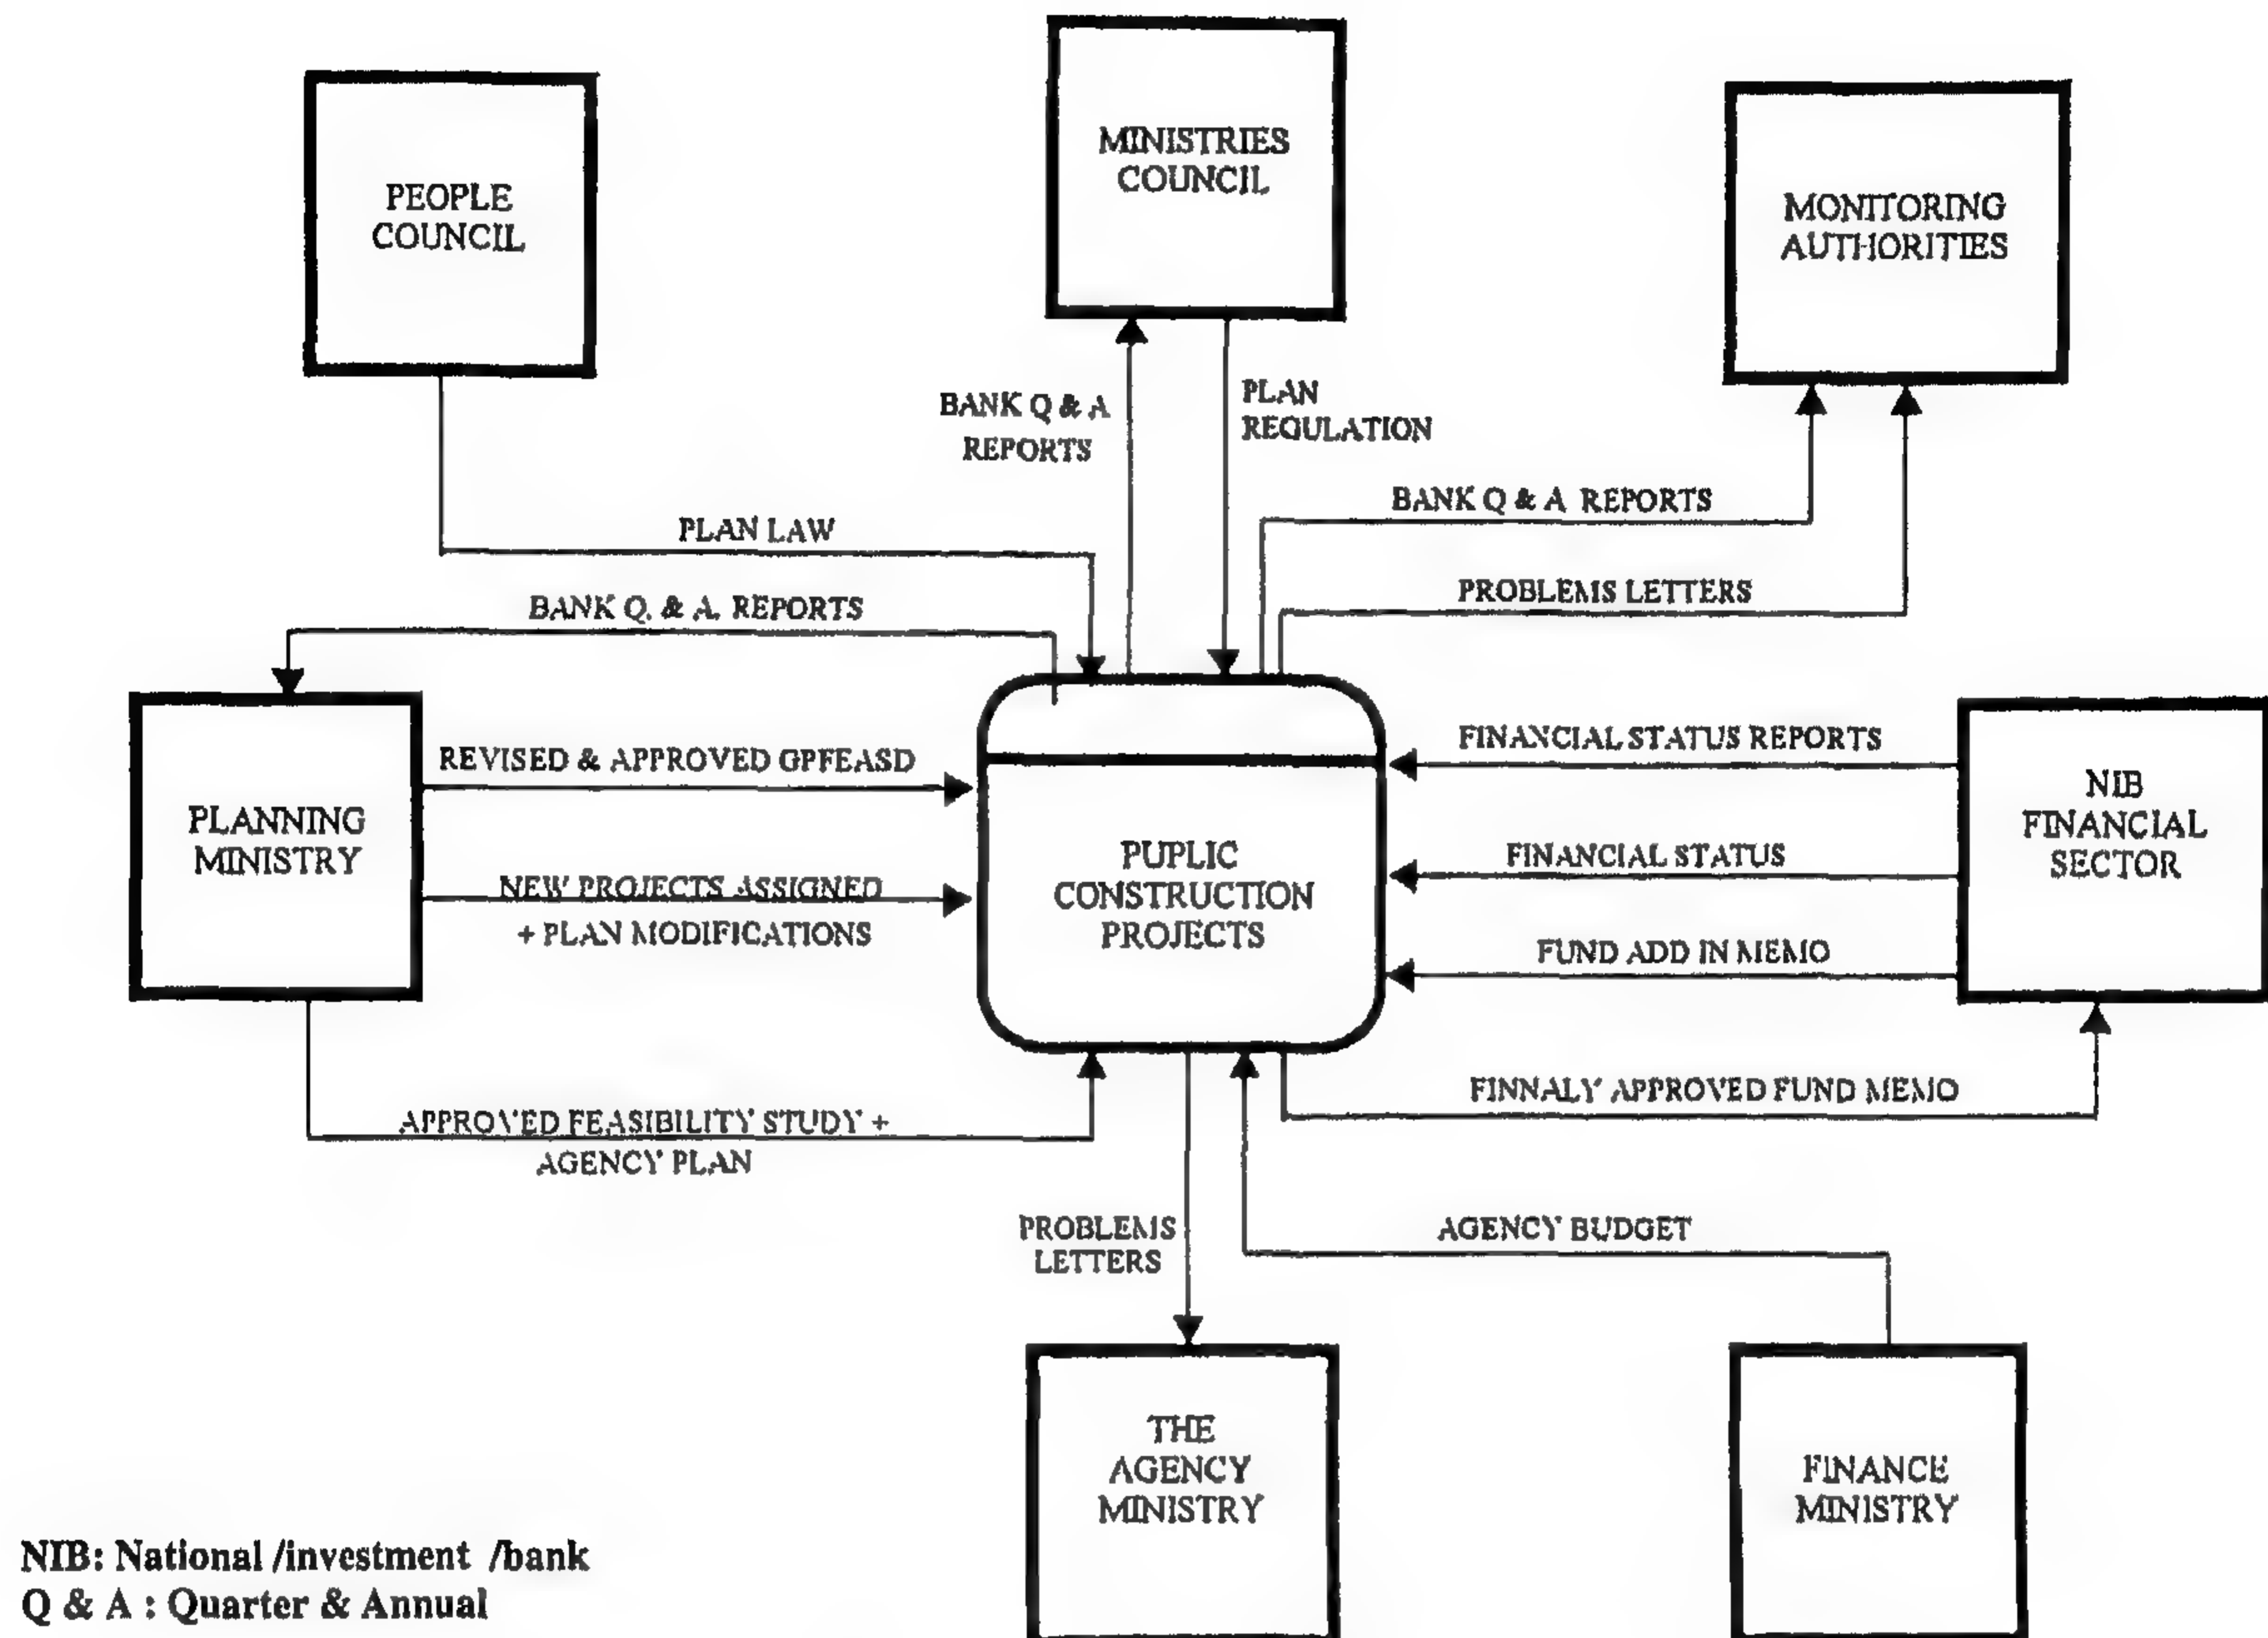 MINISTRIES
COUNCIL
PEOPLE
COUNCIL
MONITORING
AUTHORITIES
BANK Q & A
REPORTS
PLAN
REGULATION
BANK Q & A REPORTS
PLAN LAW
PROBLEMS LETTERS
BANK Q. & A. REPORTS
REVISED & APPROVED GPFEASD
FINANCIAL STATUS REPORTS
PLANNING
MINISTRY
NIB
FINANCIAL
SECTOR
PUPLIC
CONSTRUCTION
PROJECTS
FINANCIAL STATUS
NEW PROJECTS ASSIGNED
+ PLAN MODIFICATIONS
FUND ADD IN MEMO
FINNALY APPROVED FUND MEMO
APPROVED FEASIBILITY STUDY +
AGENCY PLAN
PROBLEMS
LETTERS
AGENCY BUDGET
THE
AGENCY
MINISTRY
FINANCE
MINISTRY
NIB: National /investment /bank
Q & A : Quarter & Annual